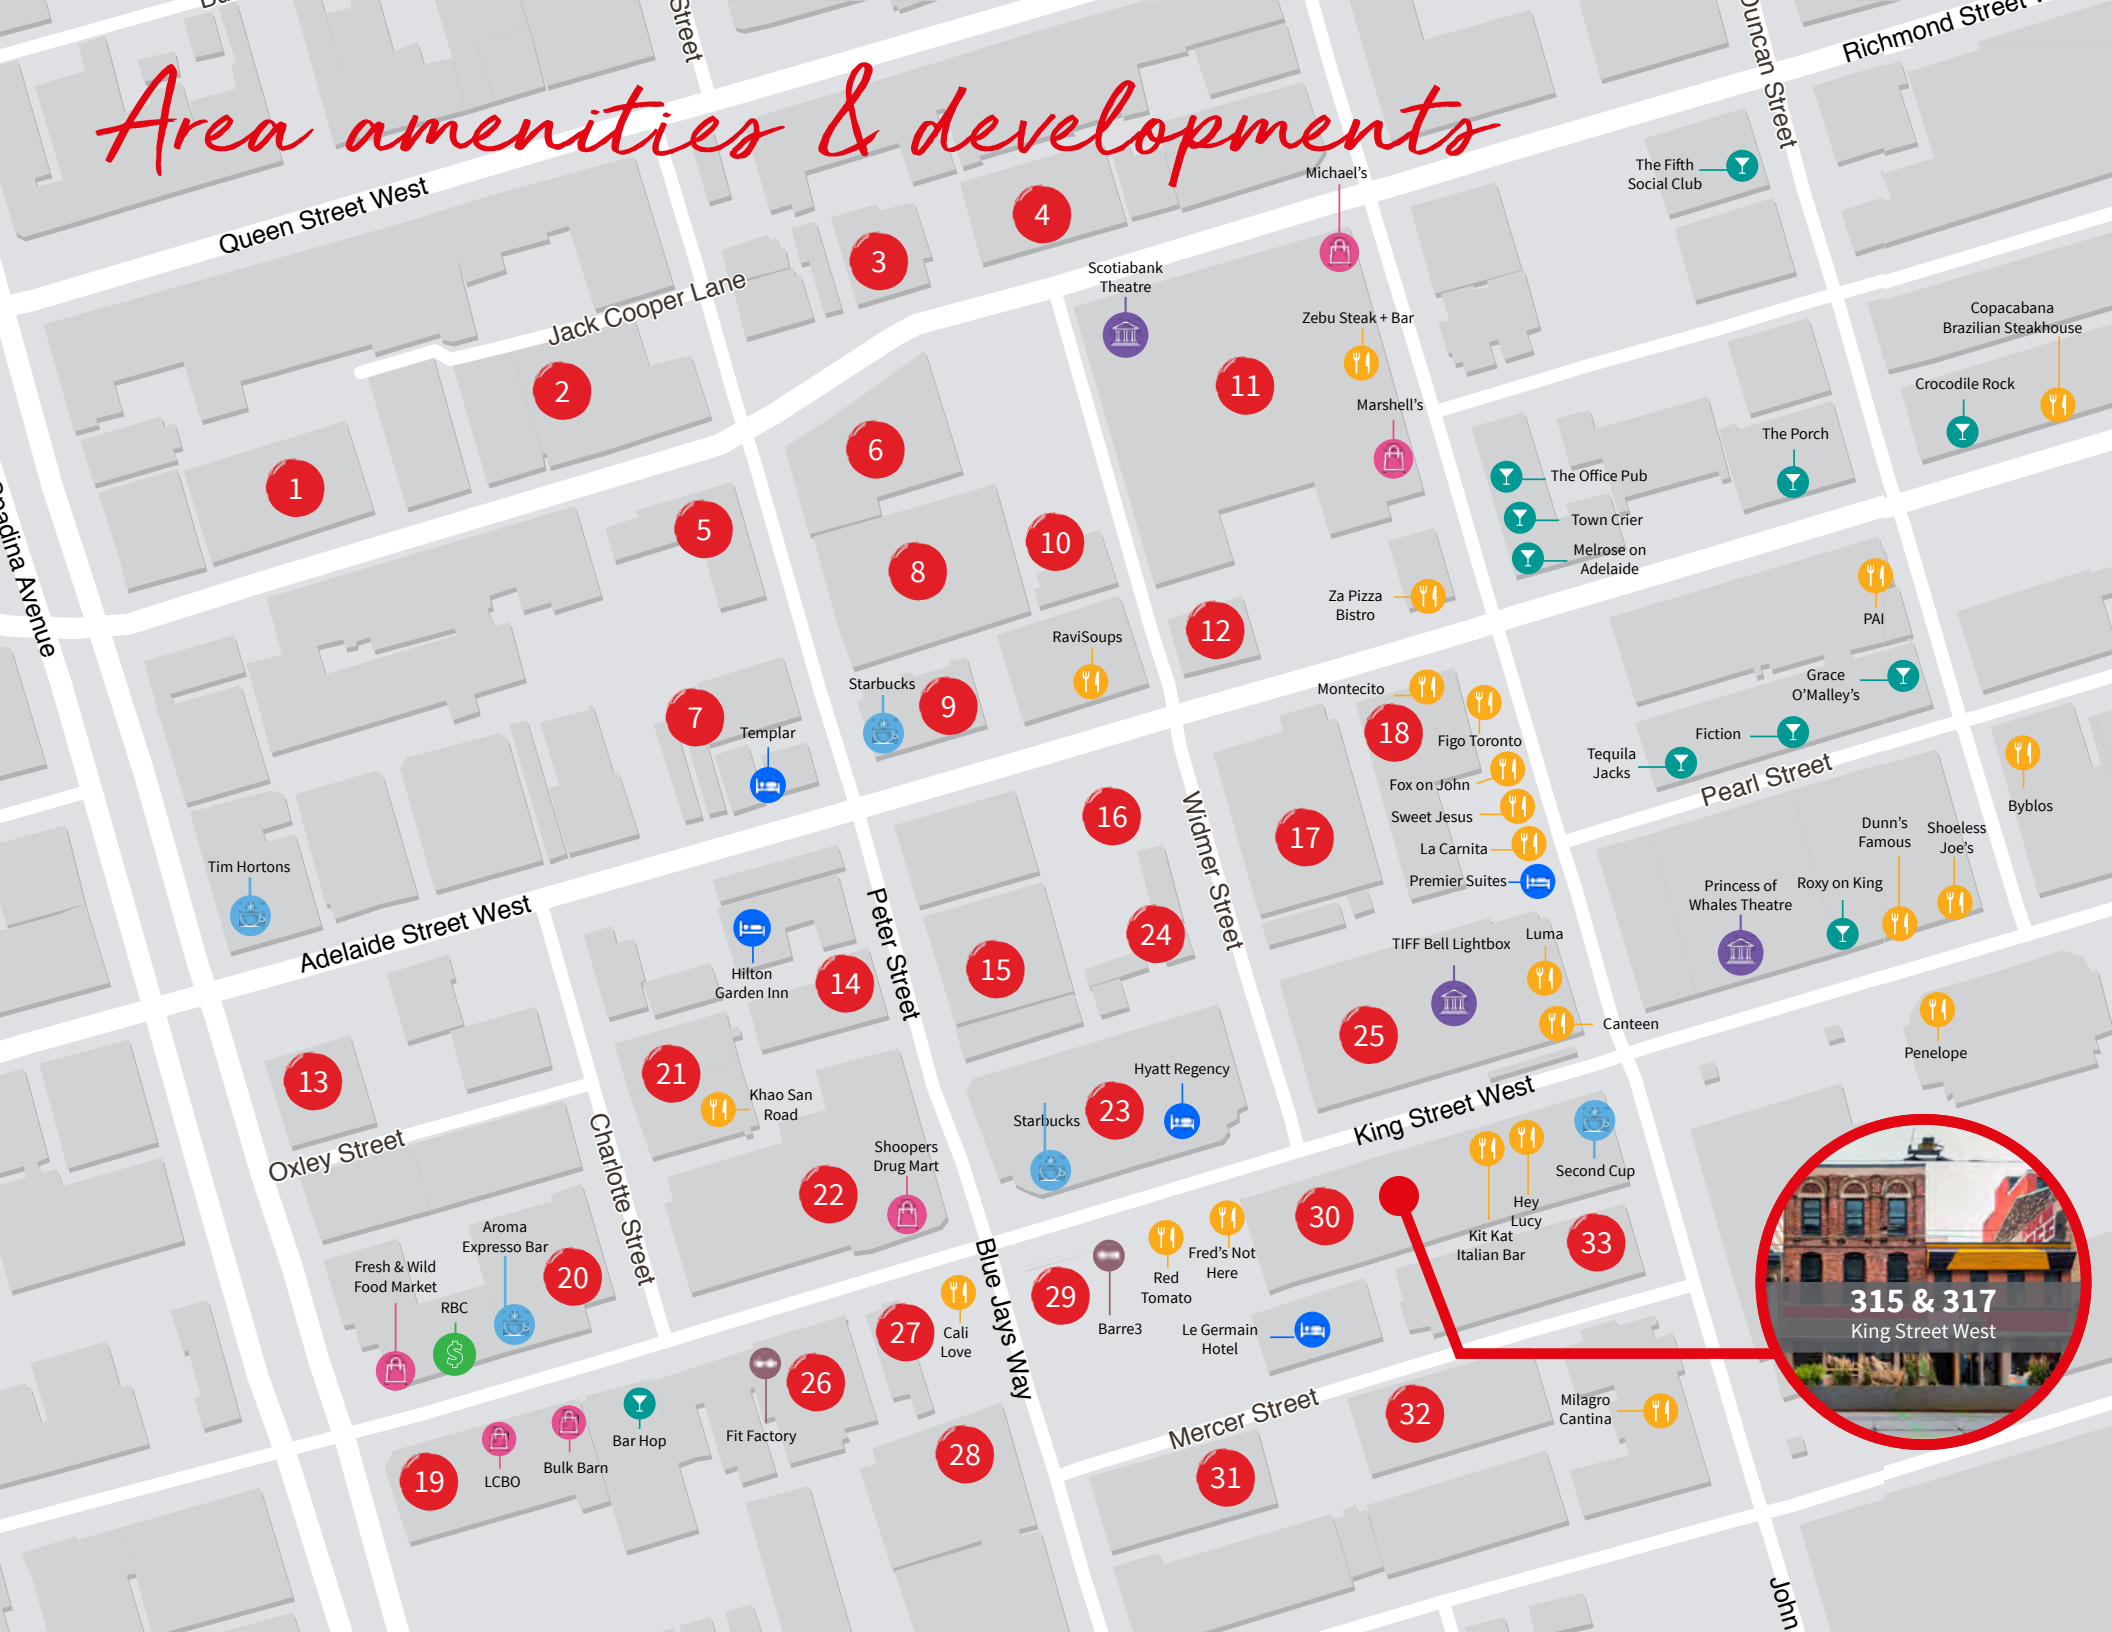 Area amenities & developments
Street
Duncan Street
Richmond Street
Queen Street West
Jack Cooper Lane
Michael's
The Fifth
Social Club
4
3
Scotiabank
Theatre
Zebu Steak + Bar
Copacabana
Brazilian Steakhouse
Crocodile Rock
2
11
Marshell's
The Porch
6
1
The Office Pub
5
Town Crier
10
Melrose on
Adelaide
8
Za Pizza
Bistro
PAI
12
RaviSoups
Starbucks
9
7
Templar
Montecito
18
Figo Toronto
Grace
O'Malley's
Fiction
Tequila
Jacks
Pearl Street
Fox on John
Sweet Jesus
La Carnita
Premier Suites
Byblos
16
17
Widmer Street
Dunn's
Famous
Shoeless
Joe's
Tim Hortons
Adelaide Street West
Peter Street
Princess of
Whales Theatre
Roxy on King
Hilton
Garden Inn
14
15
24
TIFF Bell Lightbox
Luma
25
Canteen
Penelope
13
21
Khao San
Road
Oxley Street
Charlotte Street
Hyatt Regency
Starbucks
23
King Street West
Second Cup
Shoopers
Drug Mart
22
Hey
Lucy
Kit Kat
Italian Bar
30
33
Aroma
Expresso Bar
20
Fresh & Wild
Food Market
RBC
Blue Jays Way
Fred's Not
Here
Red
Tomato
29
Barre3
Le Germain
Hotel
27
Cali
Love
315 & 317
King Street West
26
Fit Factory
Mercer Street
32
Milagro
Cantina
Bar Hop
Bulk Barn
LCBO
19
28
31
John